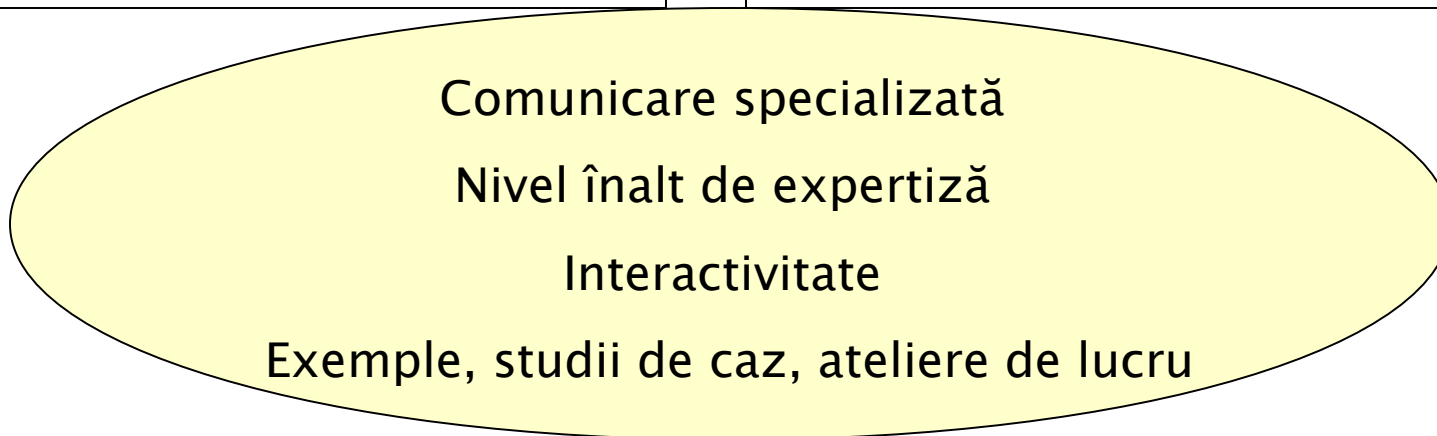 Comunicare specializată
Nivel înalt de expertiză
Interactivitate
Exemple, studii de caz, ateliere de lucru